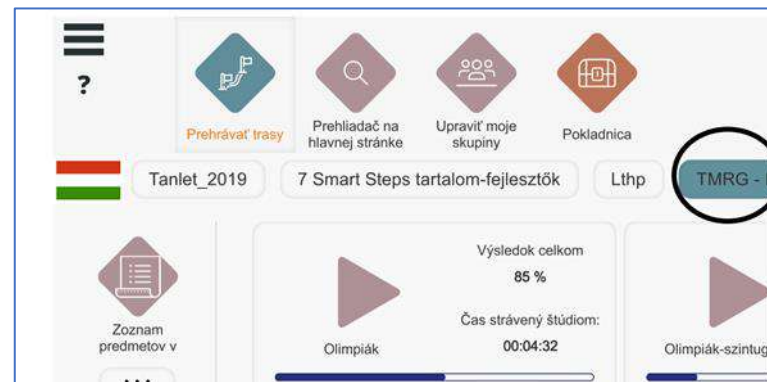 ?
Prehrávať trasy
Prehliadač na
hlavnej stránke
Upraviť moje
skupiny
Pokladnica
Tanlet_2019
7 Smart Steps tartalom-fejlesztők
Lthp
TMRG -
Zoznam
predmetov v
...
Olimpiák
Výsledok celkom
85 %
Čas strávený štúdiom:
00:04:32
Olimpiák-szintug